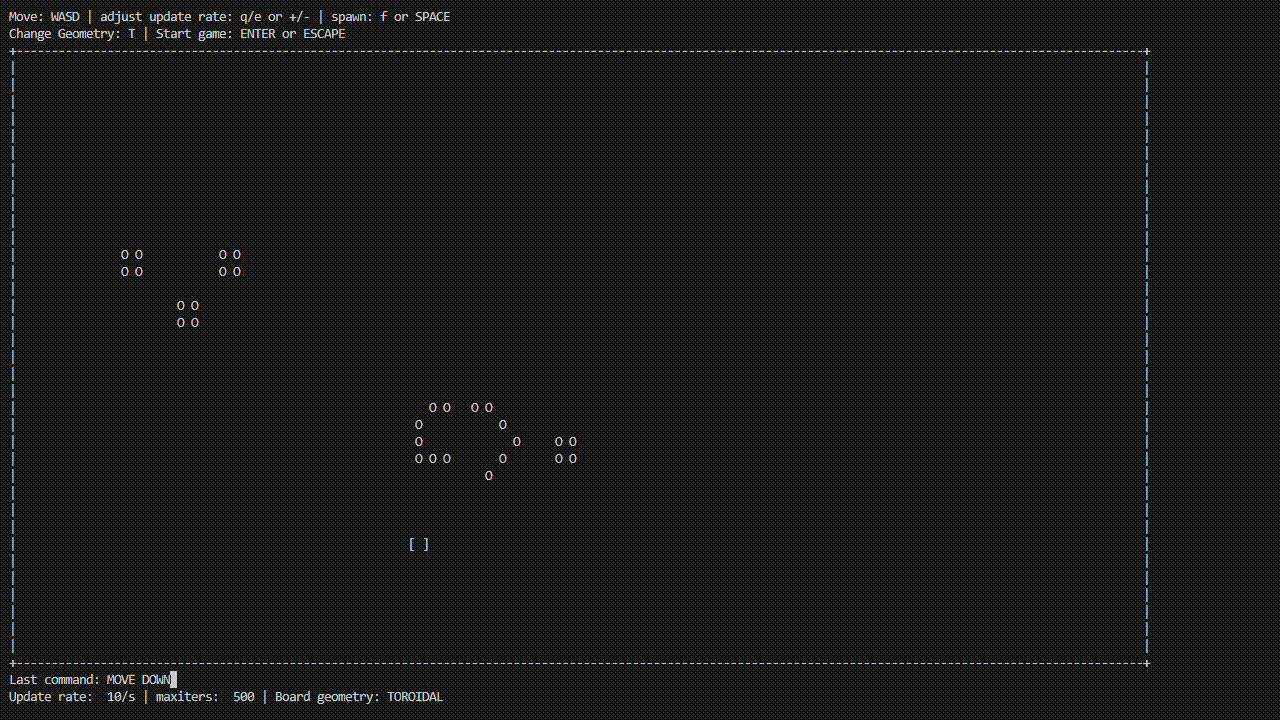 Move: WASD | adjust update rate: q/e or +/- | spawn: f or SPACE
Change Geometry: T | Start game: ENTER or ESCAPE
O O O O
O O O O
O O
O O
O O O O
O O
O O O O
O O O O O O
O
[ ]
Last command: MOVE DOWN
Update rate: 10/s | maxiters: 500 | Board geometry: TOROIDAL